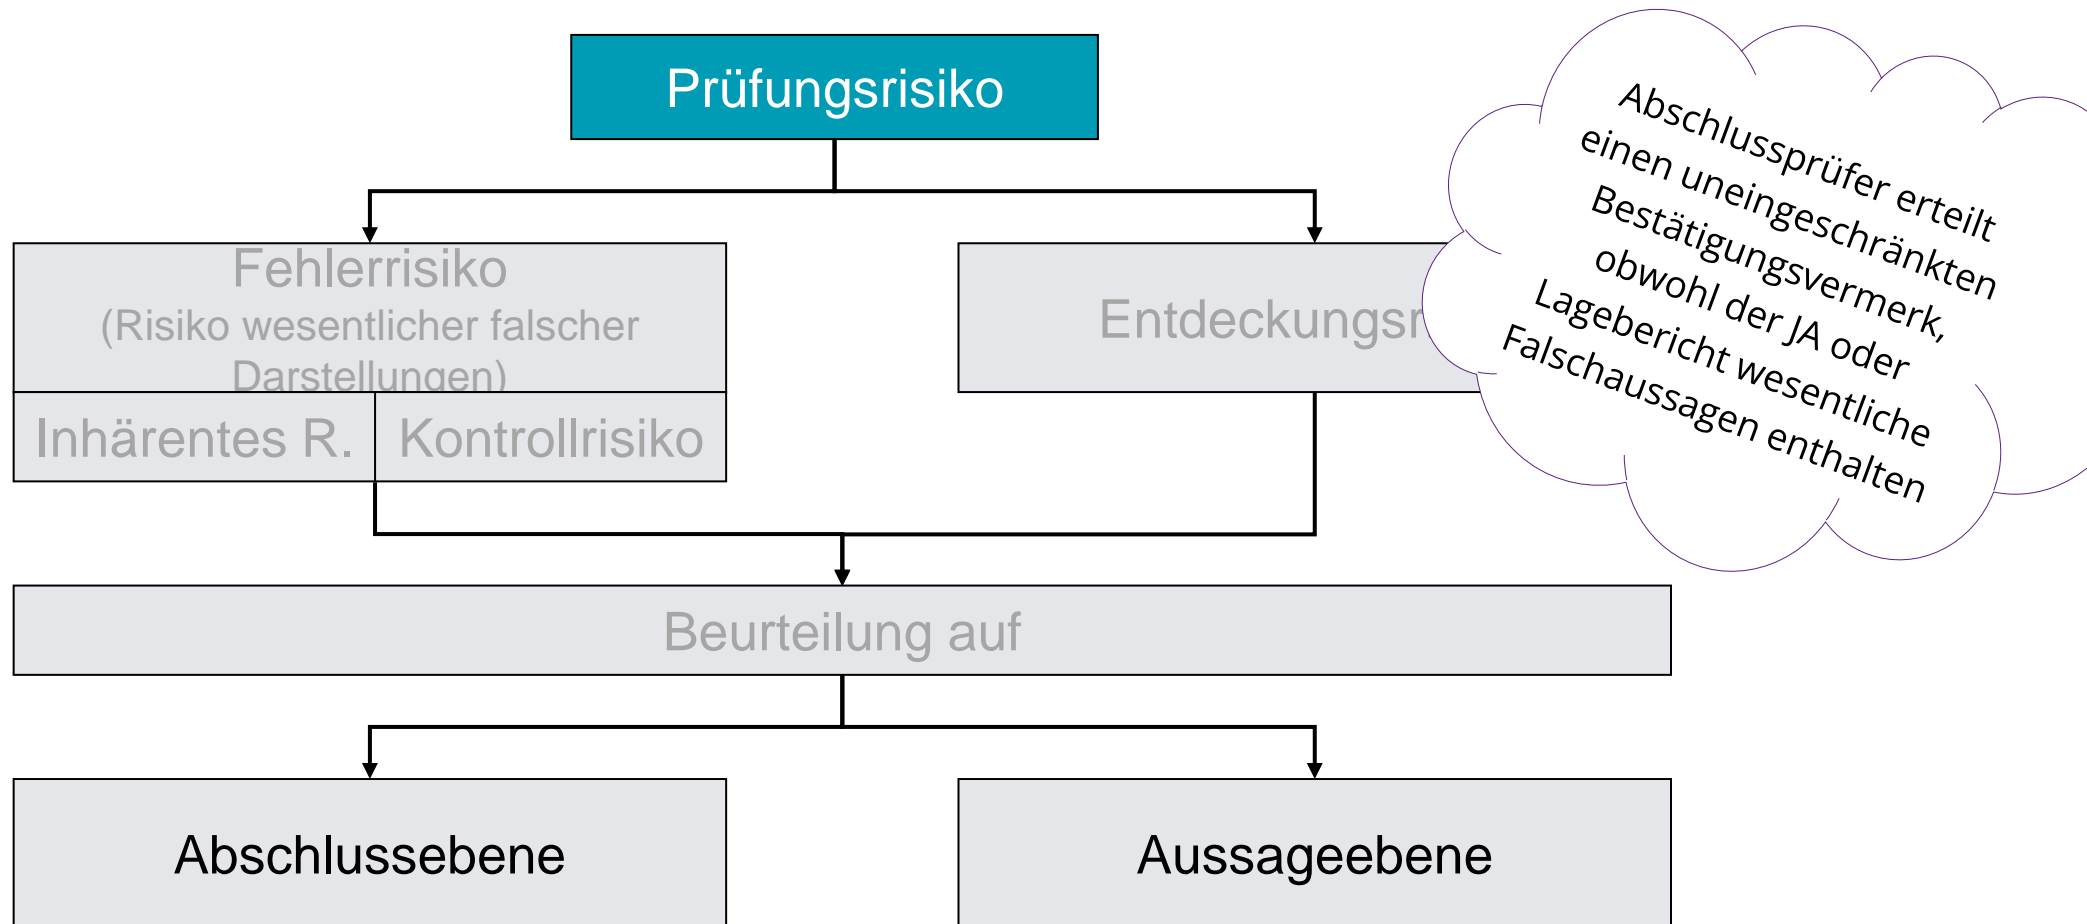 Prüfungsrisiko
Abschlussprüfer erteilt
einen uneingeschränkten
Bestätigungsvermerk,
obwohl der JA oder
Lagebericht wesentliche
Falschaussagen enthalten
Fehlerrisiko
(Risiko wesentlicher falscher
Darstellungen)
Entdeckungsr
Inhärentes R.
Kontrollrisiko
Beurteilung auf
Abschlussebene
Aussageebene